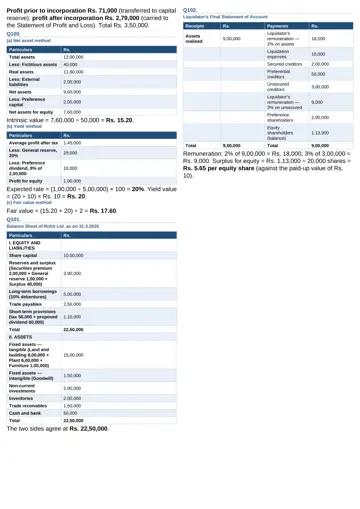 Profit prior to incorporation Rs. 71,000 (transferred to capital
reserve); profit after incorporation Rs. 2,79,000 (carried to
the Statement of Profit and Loss). Total Rs. 3,50,000.
Q100.
(a) Net asset method
Particulars Rs.
Total assets 12,00,000
Less: Fictitious assets 40,000
Real assets 11,60,000
Less: External
liabilities 2,00,000
Net assets 9,60,000
Less: Preference
capital 2,00,000
Net assets for equity 7,60,000
Intrinsic value = 7,60,000 ÷ 50,000 = Rs. 15.20.
(b) Yield method
Particulars Rs.
Average profit after tax 1,45,000
Less: General reserve,
20% 29,000
Less: Preference
dividend, 8% of
2,00,000 16,000
Profit for equity 1,00,000
Expected rate = (1,00,000 ÷ 5,00,000) × 100 = 20%. Yield value
= (20 ÷ 10) × Rs. 10 = Rs. 20.
(c) Fair value method
Fair value = (15.20 + 20) ÷ 2 = Rs. 17.60.
Q101.
Balance Sheet of Rohit Ltd. as on 31.3.2025
Particulars Rs.
I. EQUITY AND
LIABILITIES
Share capital 10,00,000
Reserves and surplus
(Securities premium
2,00,000 + General
reserve 1,50,000 +
Surplus 40,000) 3,90,000
Long-term borrowings
(10% debentures) 5,00,000
Trade payables 2,50,000
Short-term provisions
(tax 50,000 + proposed
dividend 60,000) 1,10,000
Total 22,50,000
II. ASSETS
Fixed assets —
tangible (Land and
building 8,00,000 +
Plant 6,00,000 +
Furniture 1,00,000) 15,00,000
Fixed assets —
intangible (Goodwill) 1,50,000
Non-current
investments 2,00,000
Inventories 2,00,000
Trade receivables 1,50,000
Cash and bank 50,000
Total 22,50,000
The two sides agree at Rs. 22,50,000.
Q102.
Liquidator's Final Statement of Account
Receipts Rs. Payments Rs.
Assets
realised 9,00,000 Liquidator's
remuneration —
2% on assets 18,000
Liquidation
expenses 10,000
Secured creditors 2,00,000
Preferential
creditors 50,000
Unsecured
creditors 3,00,000
Liquidator's
remuneration —
3% on unsecured 9,000
Preference
shareholders 2,00,000
Equity
shareholders
(balance) 1,13,000
Total 9,00,000 Total 9,00,000
Remuneration: 2% of 9,00,000 = Rs. 18,000; 3% of 3,00,000 =
Rs. 9,000. Surplus for equity = Rs. 1,13,000 ÷ 20,000 shares =
Rs. 5.65 per equity share (against the paid-up value of Rs.
10).